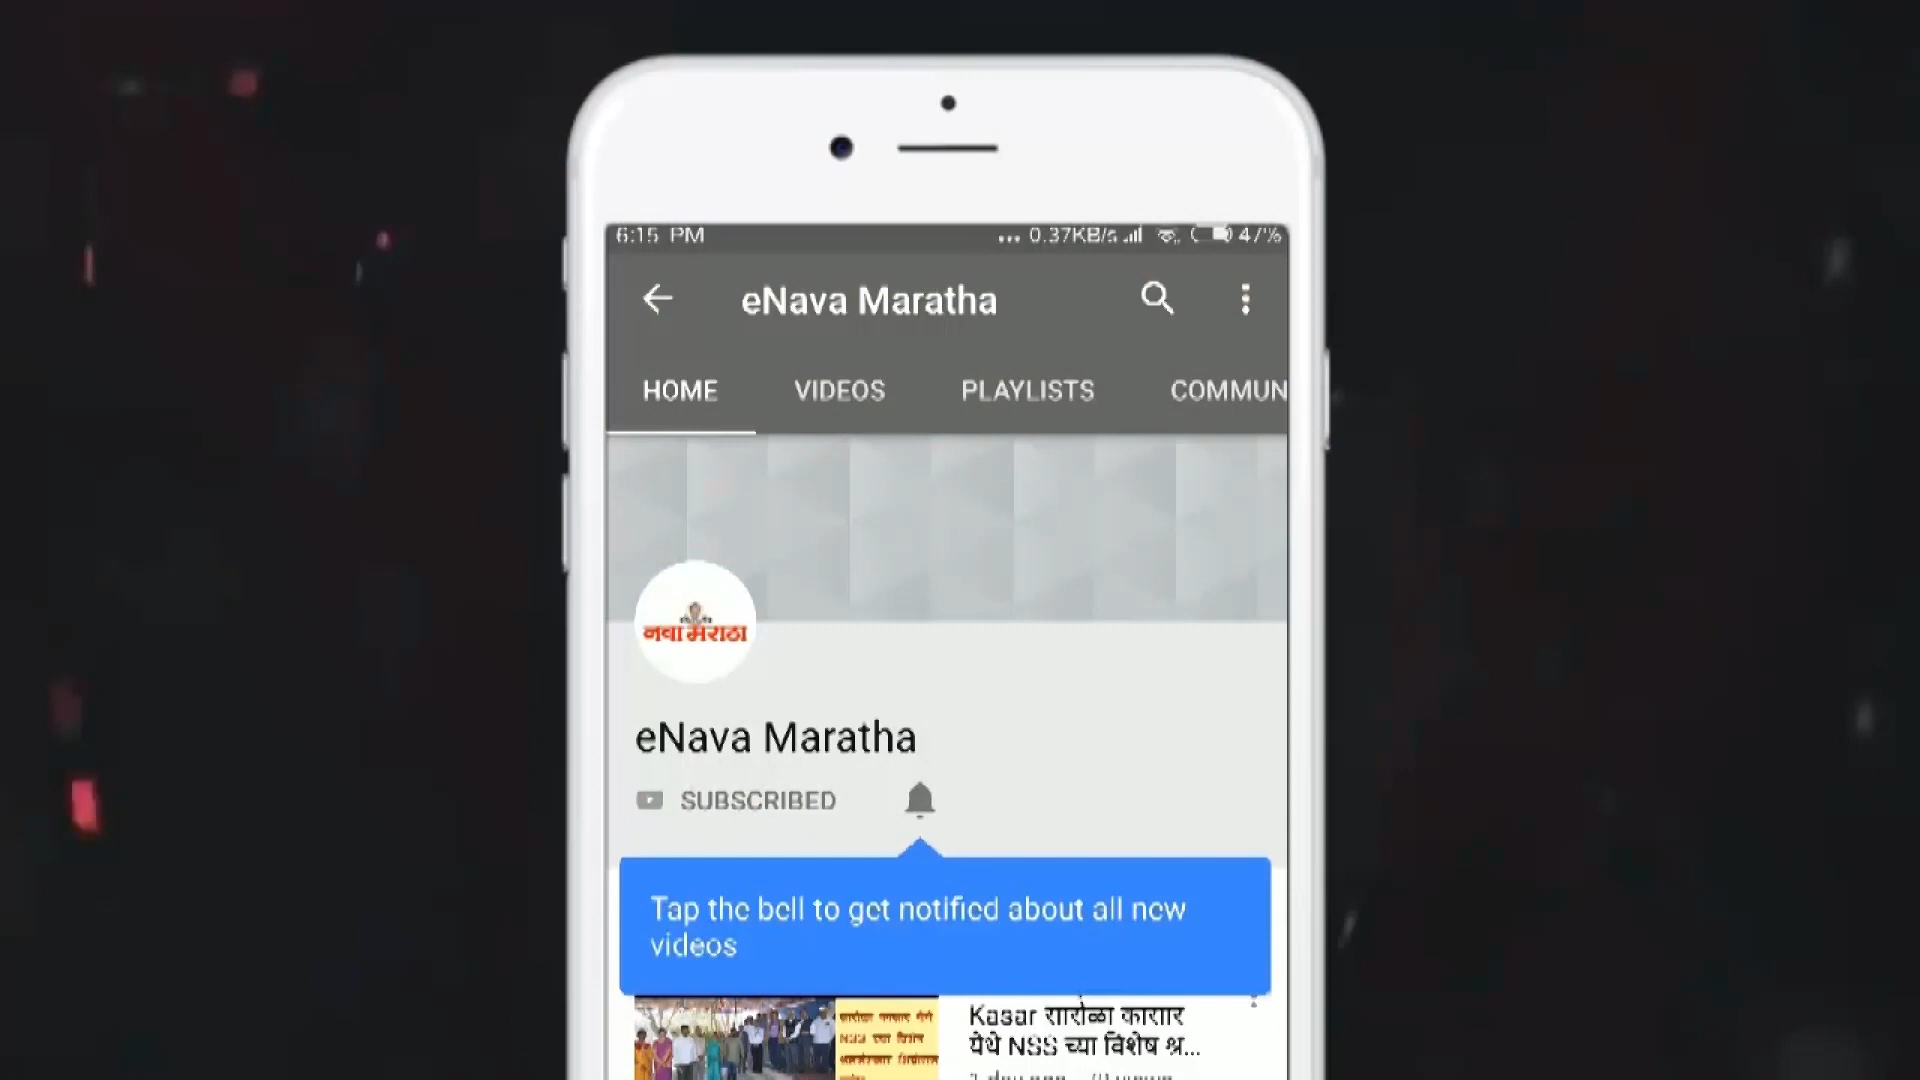 6:15 PM ... 0.37KB/s 47%
eNava Maratha
HOME VIDEOS PLAYLISTS COMMUN
नवा मराठा
eNava Maratha
SUBSCRIBED
Tap the bell to get notified about all new
videos
Kasar सारोळा कासार
येथे NSS च्या विशेष श्र...